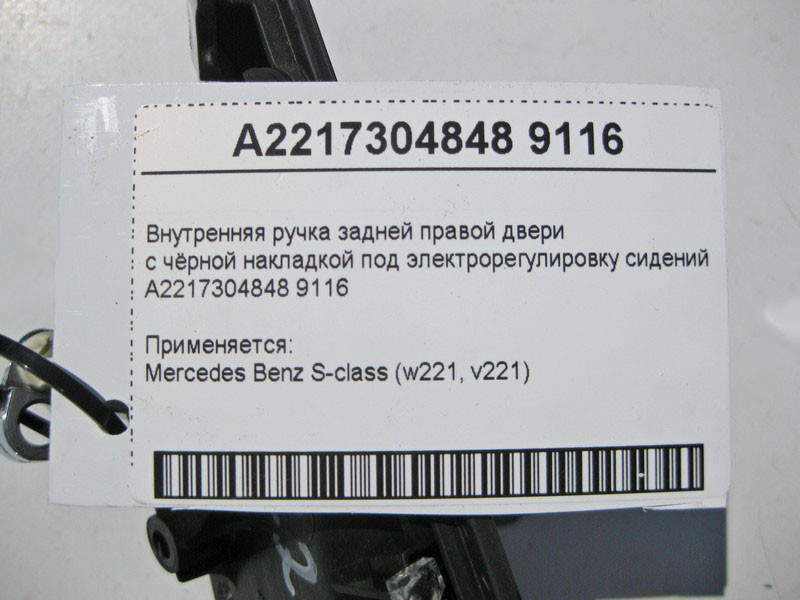 A2217304848 9116
Внутренняя ручка задней правой двери
с чёрной накладкой под электрорегулировку сидений
A2217304848 9116
Применяется:
Mercedes Benz S-class (w221, v221)